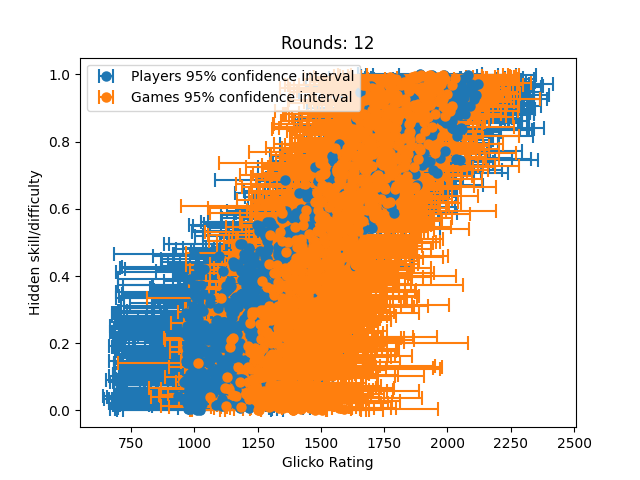 Rounds: 12
Players 95% confidence interval
Games 95% confidence interval
Hidden skill/difficulty
1.0
0.8
0.6
0.4
0.2
0.0
750 1000 1250 1500 1750 2000 2250 2500
Glicko Rating